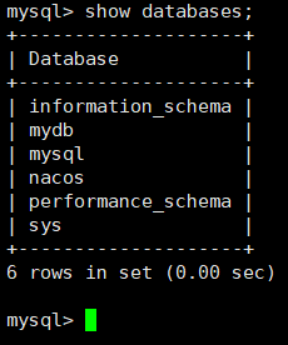 mysql> show databases;
+--------------------+
| Database           |
+--------------------+
| information_schema |
| mydb               |
| mysql              |
| nacos              |
| performance_schema |
| sys                |
+--------------------+
6 rows in set (0.00 sec)
mysql>